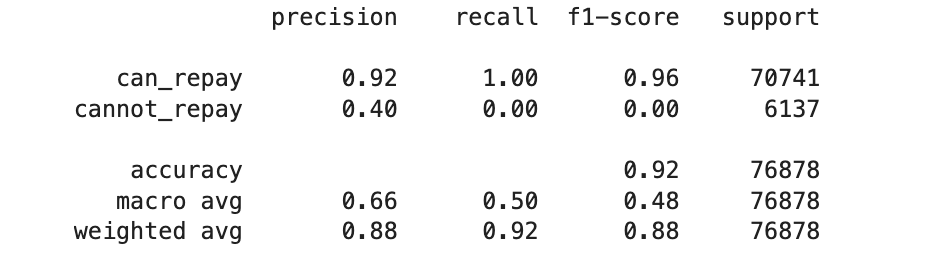 precision recall f1-score support
can_repay 0.92 1.00 0.96 70741
cannot_repay 0.40 0.00 0.00 6137
accuracy 0.92 76878
macro avg 0.66 0.50 0.48 76878
weighted avg 0.88 0.92 0.88 76878